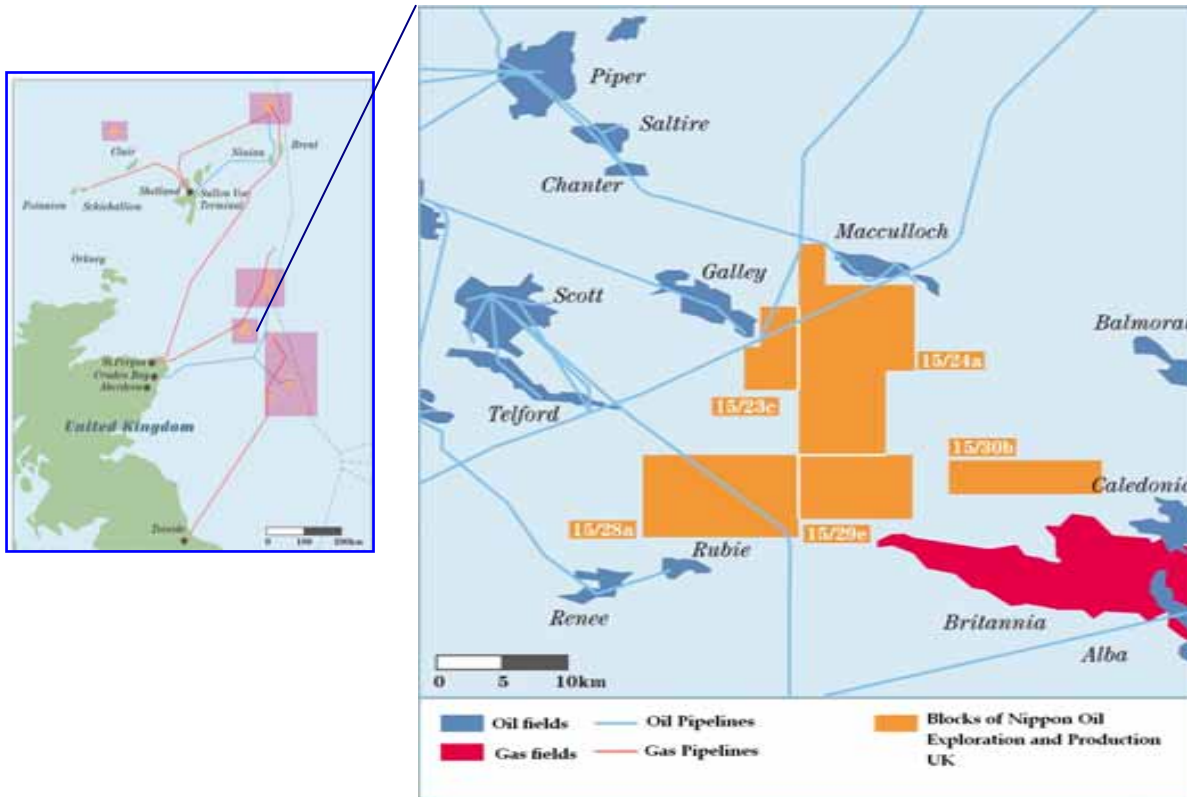 Clair
Ninian
Brent
Shetland
Sullon Voe
Terminal
Foinaven
Schiehallion
Orkney
St.Fergus
Cruden Bay
Aberdeen
United Kingdom
Teeside
0 100 200km
Piper
Saltire
Chanter
Macculloch
Galley
Scott
Balmoral
15/24a
15/23c
Telford
15/30b
Caledonia
15/28a
15/29e
Rubie
Renee
Britannia
Alba
0 5 10km
Oil fields
Oil Pipelines
Gas fields
Gas Pipelines
Blocks of Nippon Oil
Exploration and Production
UK